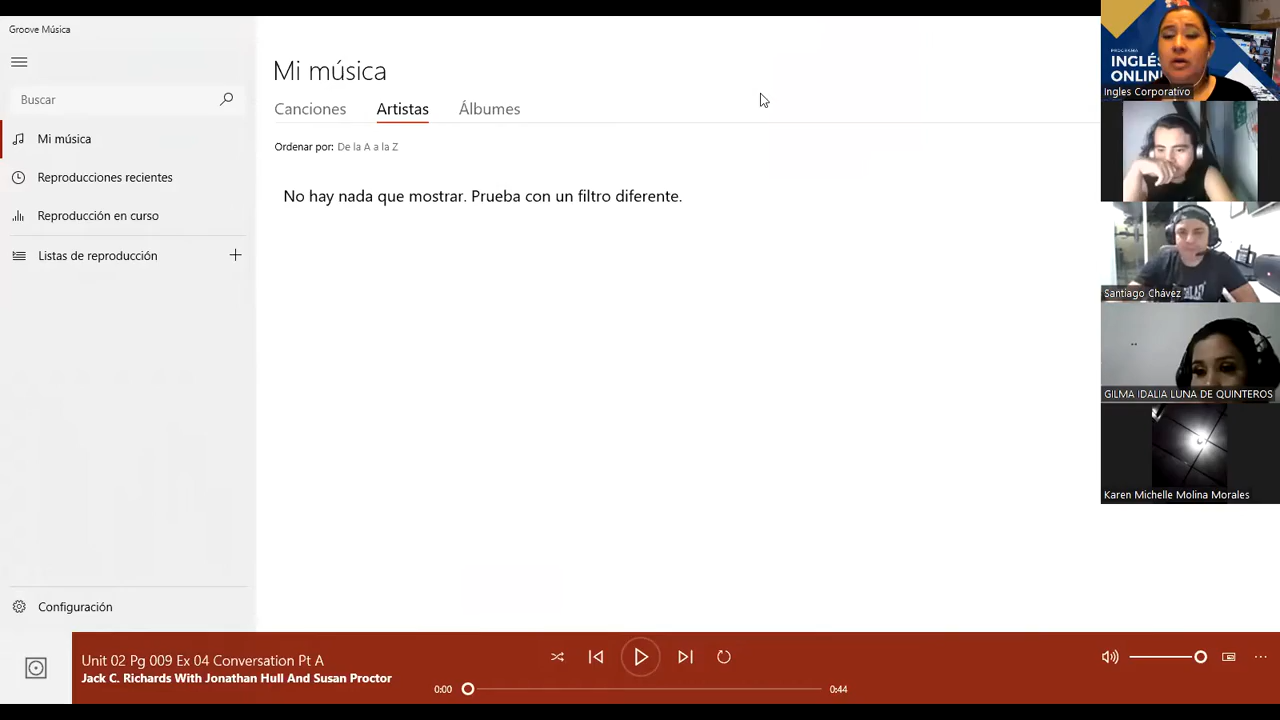 Groove Música
Buscar
Mi música
Reproducciones recientes
Reproducción en curso
Listas de reproducción
Configuración
Mi música
Canciones Artistas Álbumes
Ordenar por: De la A a la Z
No hay nada que mostrar. Prueba con un filtro diferente.
PROGRAMA
INGLÉS
ONLINE
Ingles Corporativo
Santiago Chávez
GILMA IDALIA LUNA DE QUINTEROS
Karen Michelle Molina Morales
Unit 02 Pg 009 Ex 04 Conversation Pt A
Jack C. Richards With Jonathan Hull And Susan Proctor
0:00 0:44